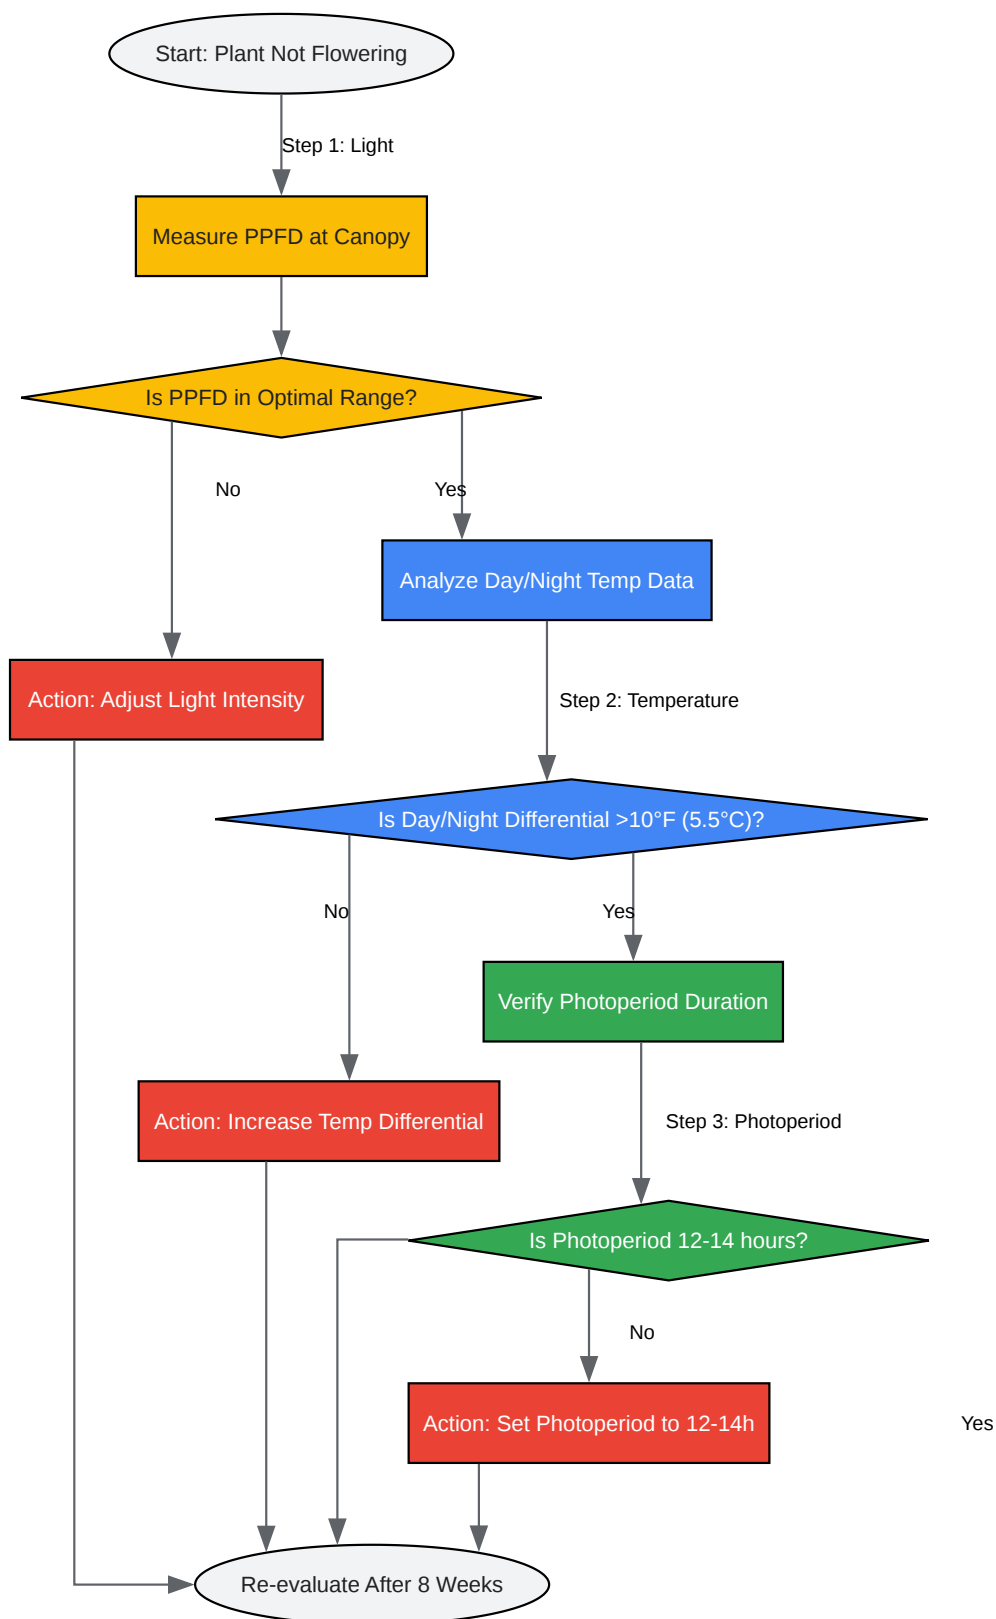 Start: Plant Not Flowering
Step 1: Light
Measure PPFD at Canopy
Is PPFD in Optimal Range?
No
Yes
Analyze Day/Night Temp Data
Action: Adjust Light Intensity
Step 2: Temperature
Is Day/Night Differential >10°F (5.5°C)?
No
Yes
Verify Photoperiod Duration
Action: Increase Temp Differential
Step 3: Photoperiod
Is Photoperiod 12-14 hours?
No
Action: Set Photoperiod to 12-14h
Yes
Re-evaluate After 8 Weeks